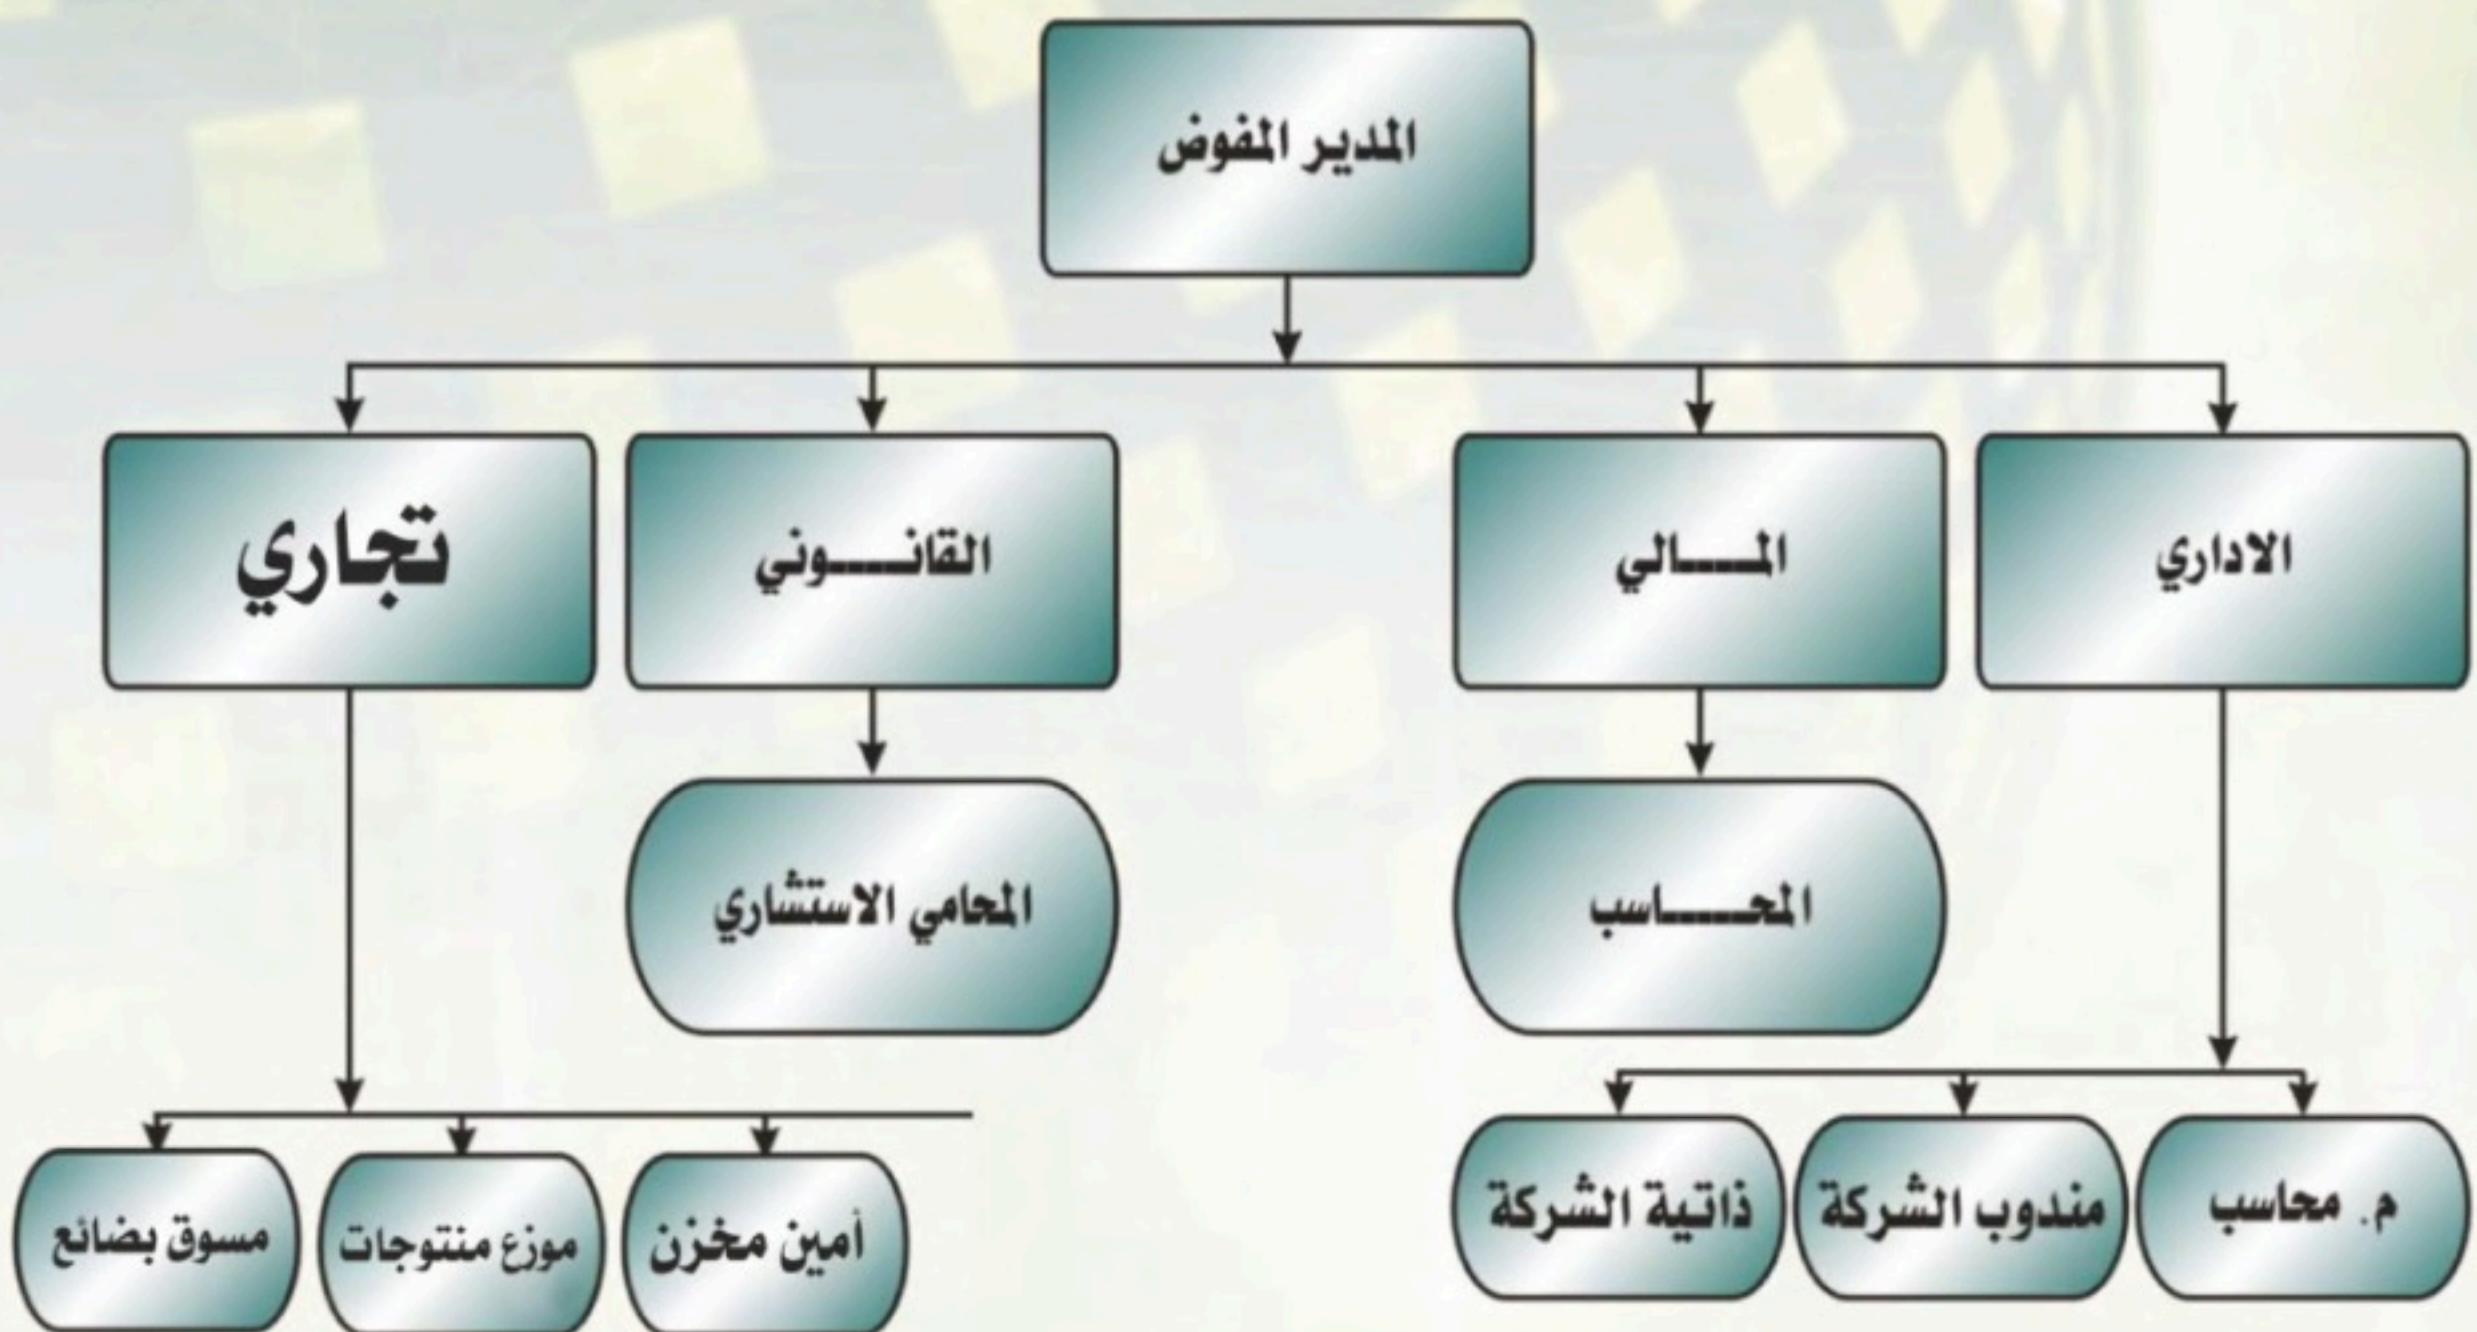 المدير المفوض
الاداري
المـــالي
القانـــوني
تجاري
المحـــاسب
المحامي الاستشاري
م. محاسب
مندوب الشركة
ذاتية الشركة
أمين مخزن
موزع منتوجات
مسوق بضائع